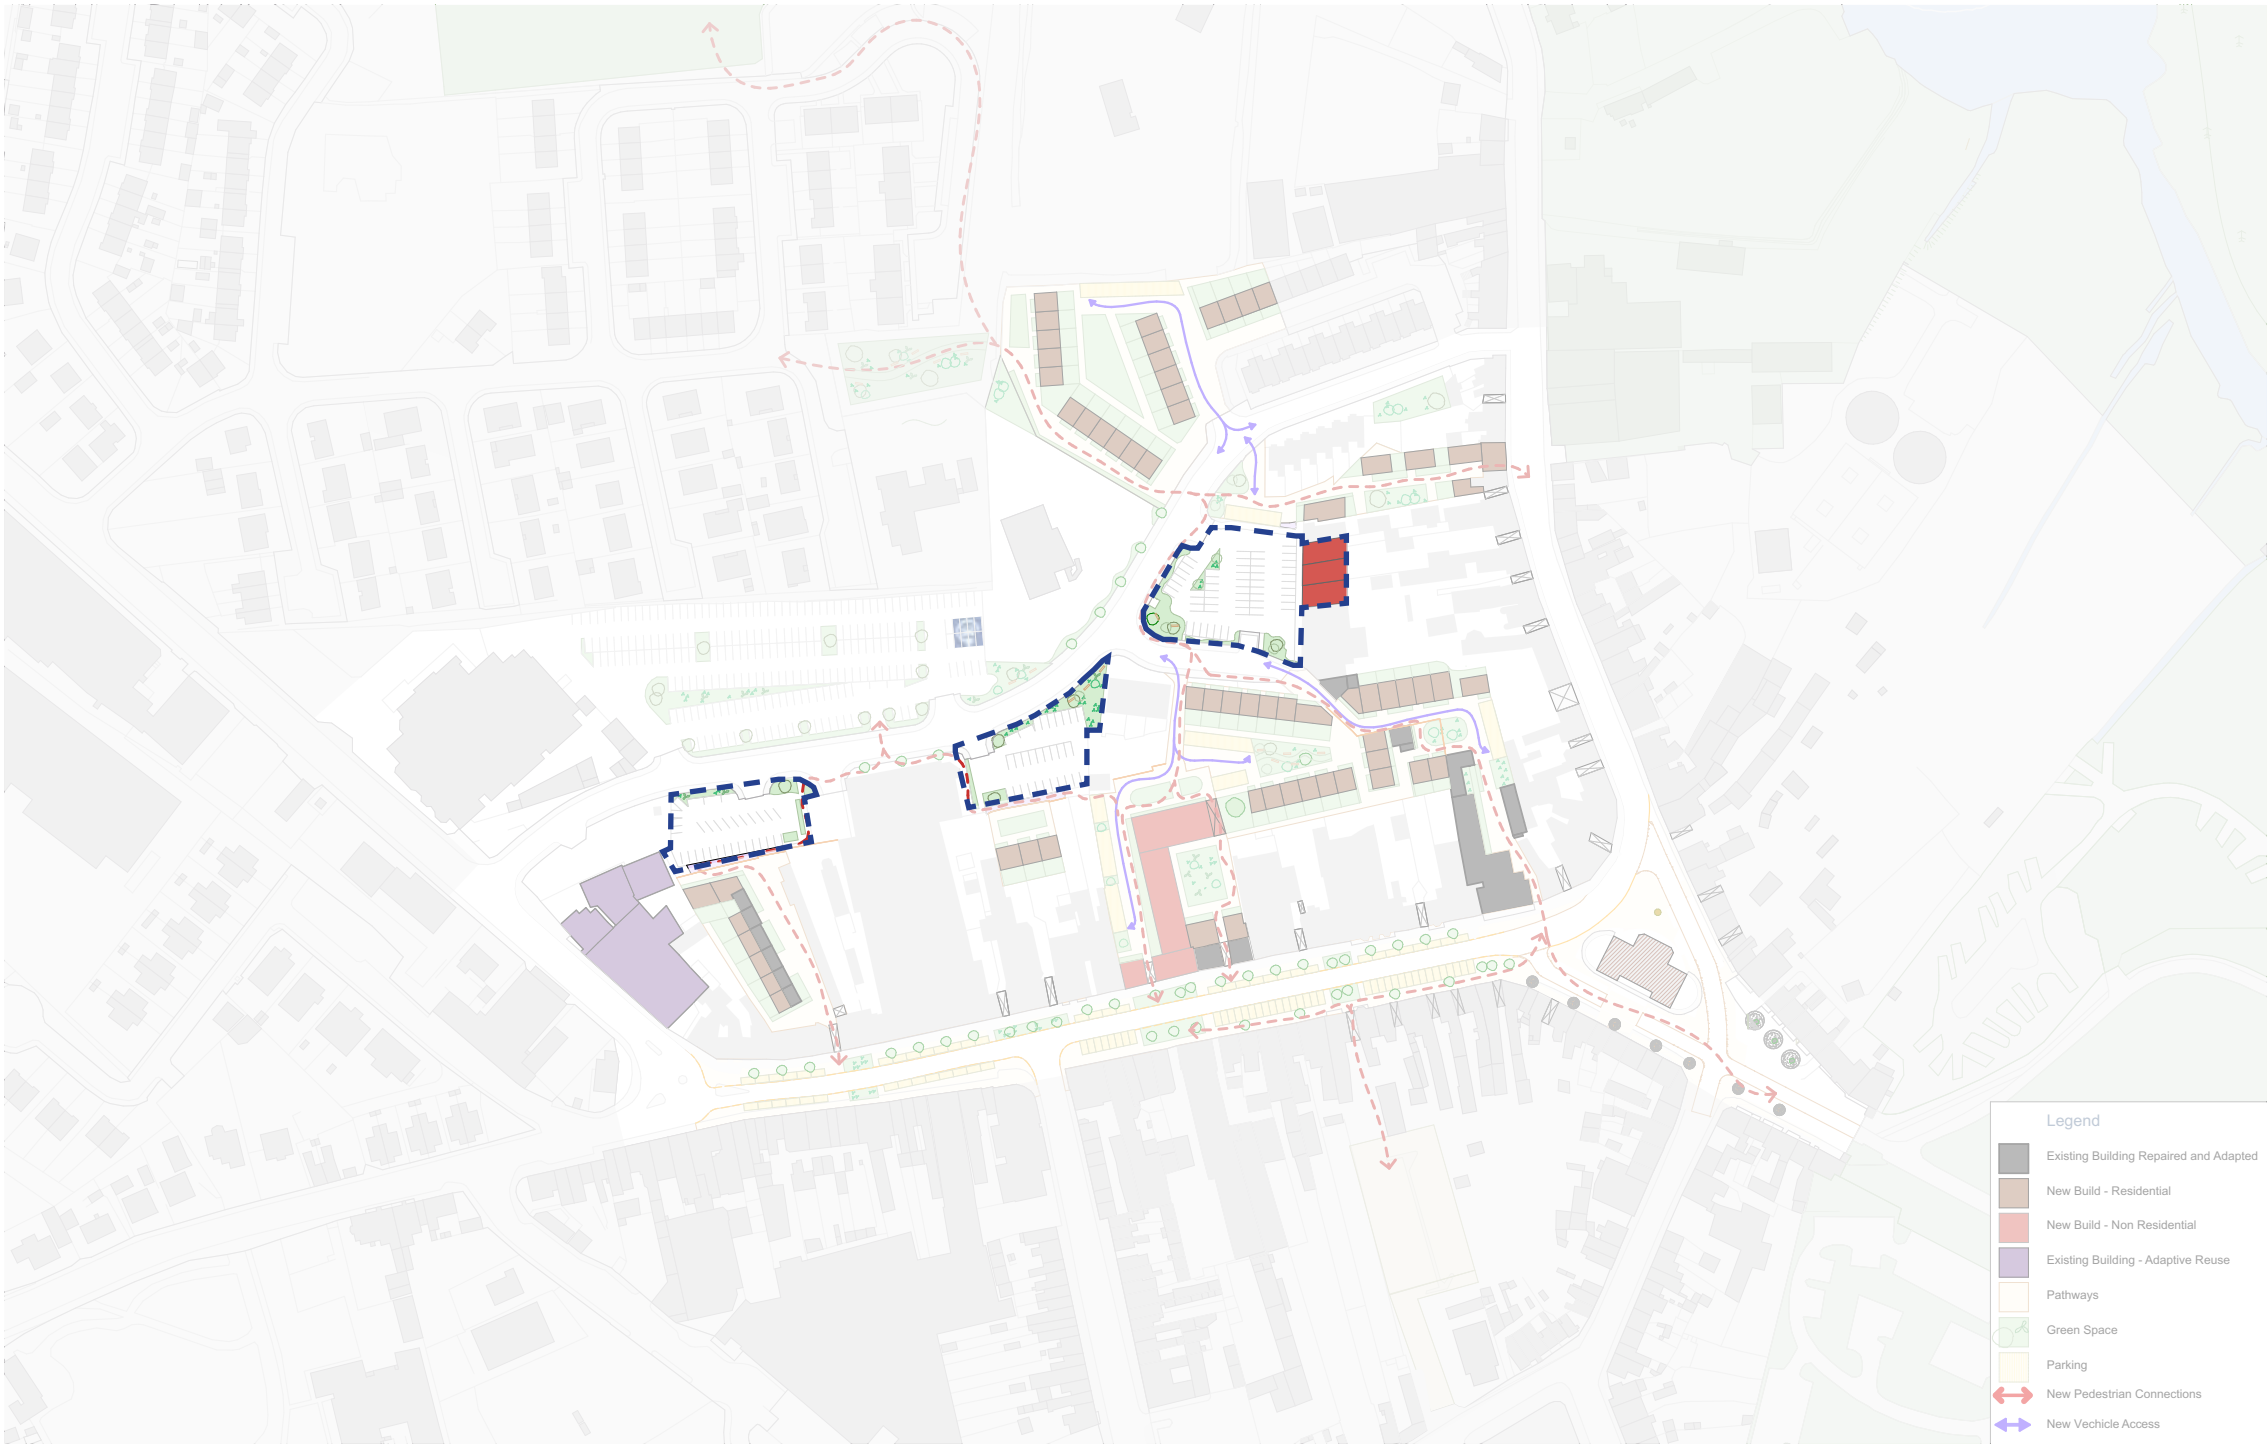 Legend
Existing Building Repaired and Adapted
New Build - Residential
New Build - Non Residential
Existing Building - Adaptive Reuse
Pathways
Green Space
Parking
New Pedestrian Connections
New Vechicle Access